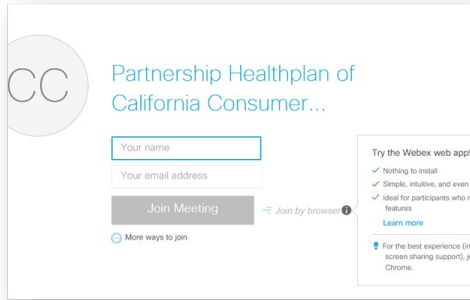 CC
Partnership Healthplan of
California Consumer...
Your name
Your email address
Join Meeting
Join by browser
More ways to join
Try the Webex web app!
Nothing to install
Simple, intuitive, and even
Ideal for participants who
features
Learn more
For the best experience (in
screen sharing support), j
Chrome.